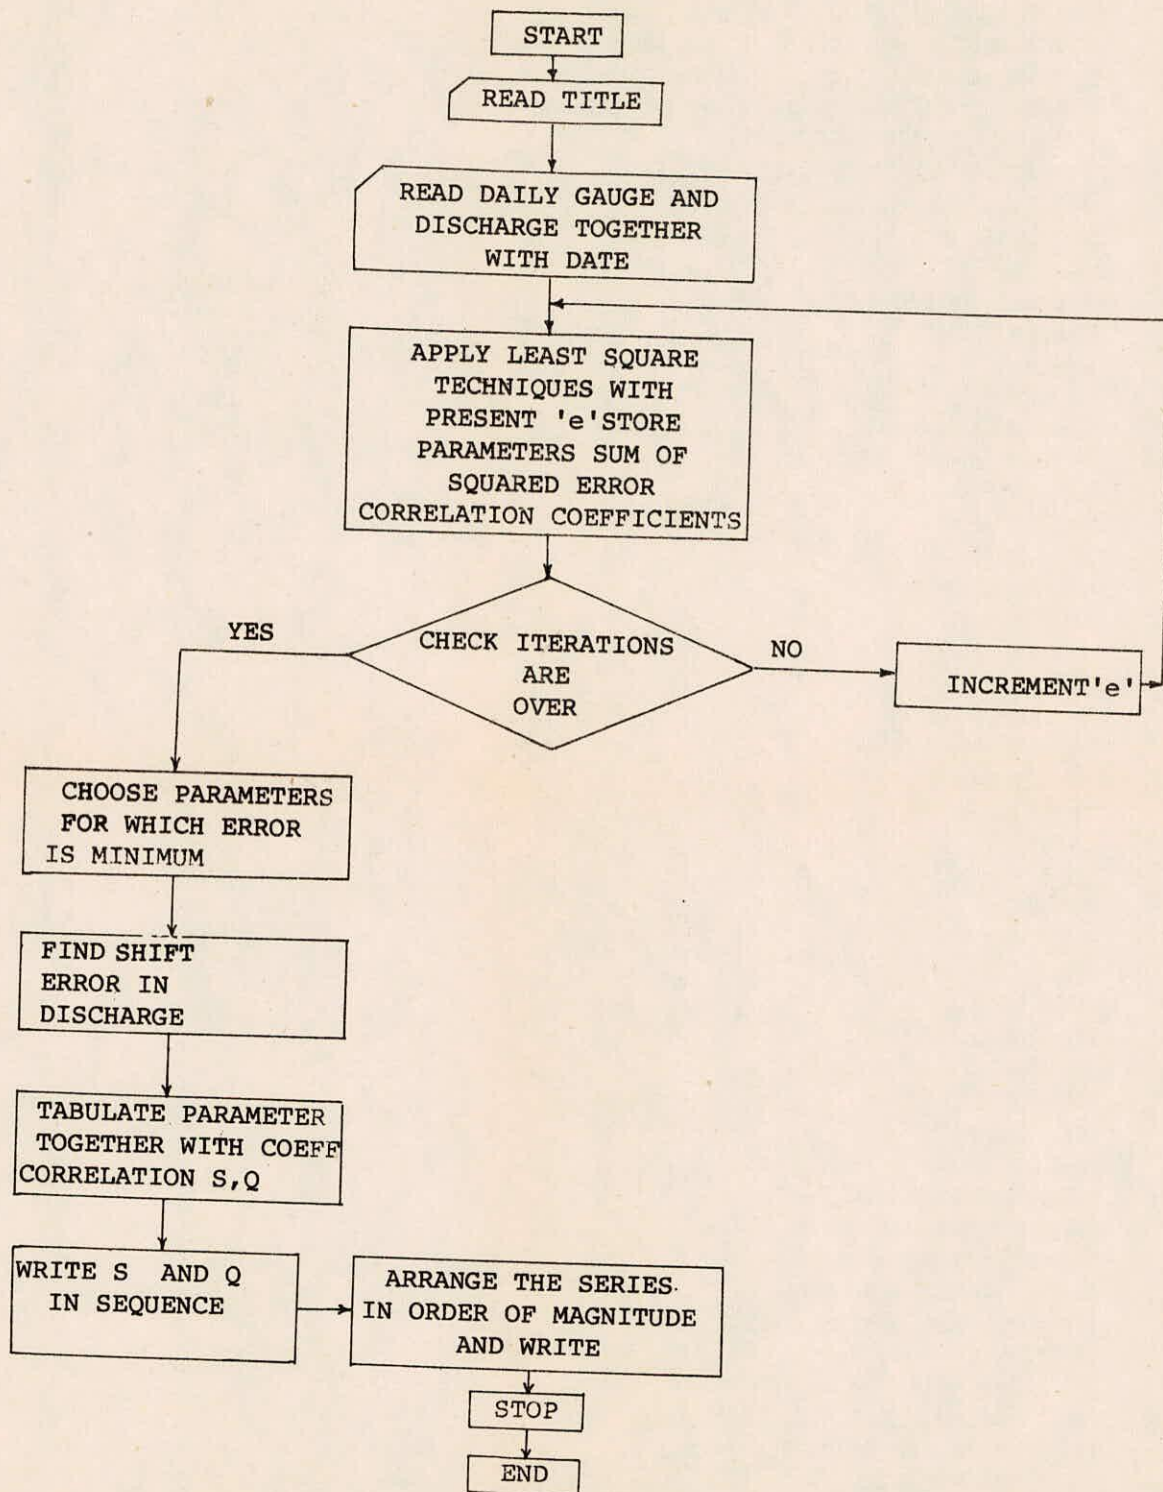 START
READ TITLE
READ DAILY GAUGE AND
DISCHARGE TOGETHER
WITH DATE
APPLY LEAST SQUARE
TECHNIQUES WITH
PRESENT 'e'STORE
PARAMETERS SUM OF
SQUARED ERROR
CORRELATION COEFFICIENTS
YES
CHECK ITERATIONS
ARE
OVER
NO
INCREMENT'e'
CHOOSE PARAMETERS
FOR WHICH ERROR
IS MINIMUM
FIND SHIFT
ERROR IN
DISCHARGE
TABULATE PARAMETER
TOGETHER WITH COEFF
CORRELATION S,Q
WRITE S AND Q
IN SEQUENCE
ARRANGE THE SERIES
IN ORDER OF MAGNITUDE
AND WRITE
STOP
END